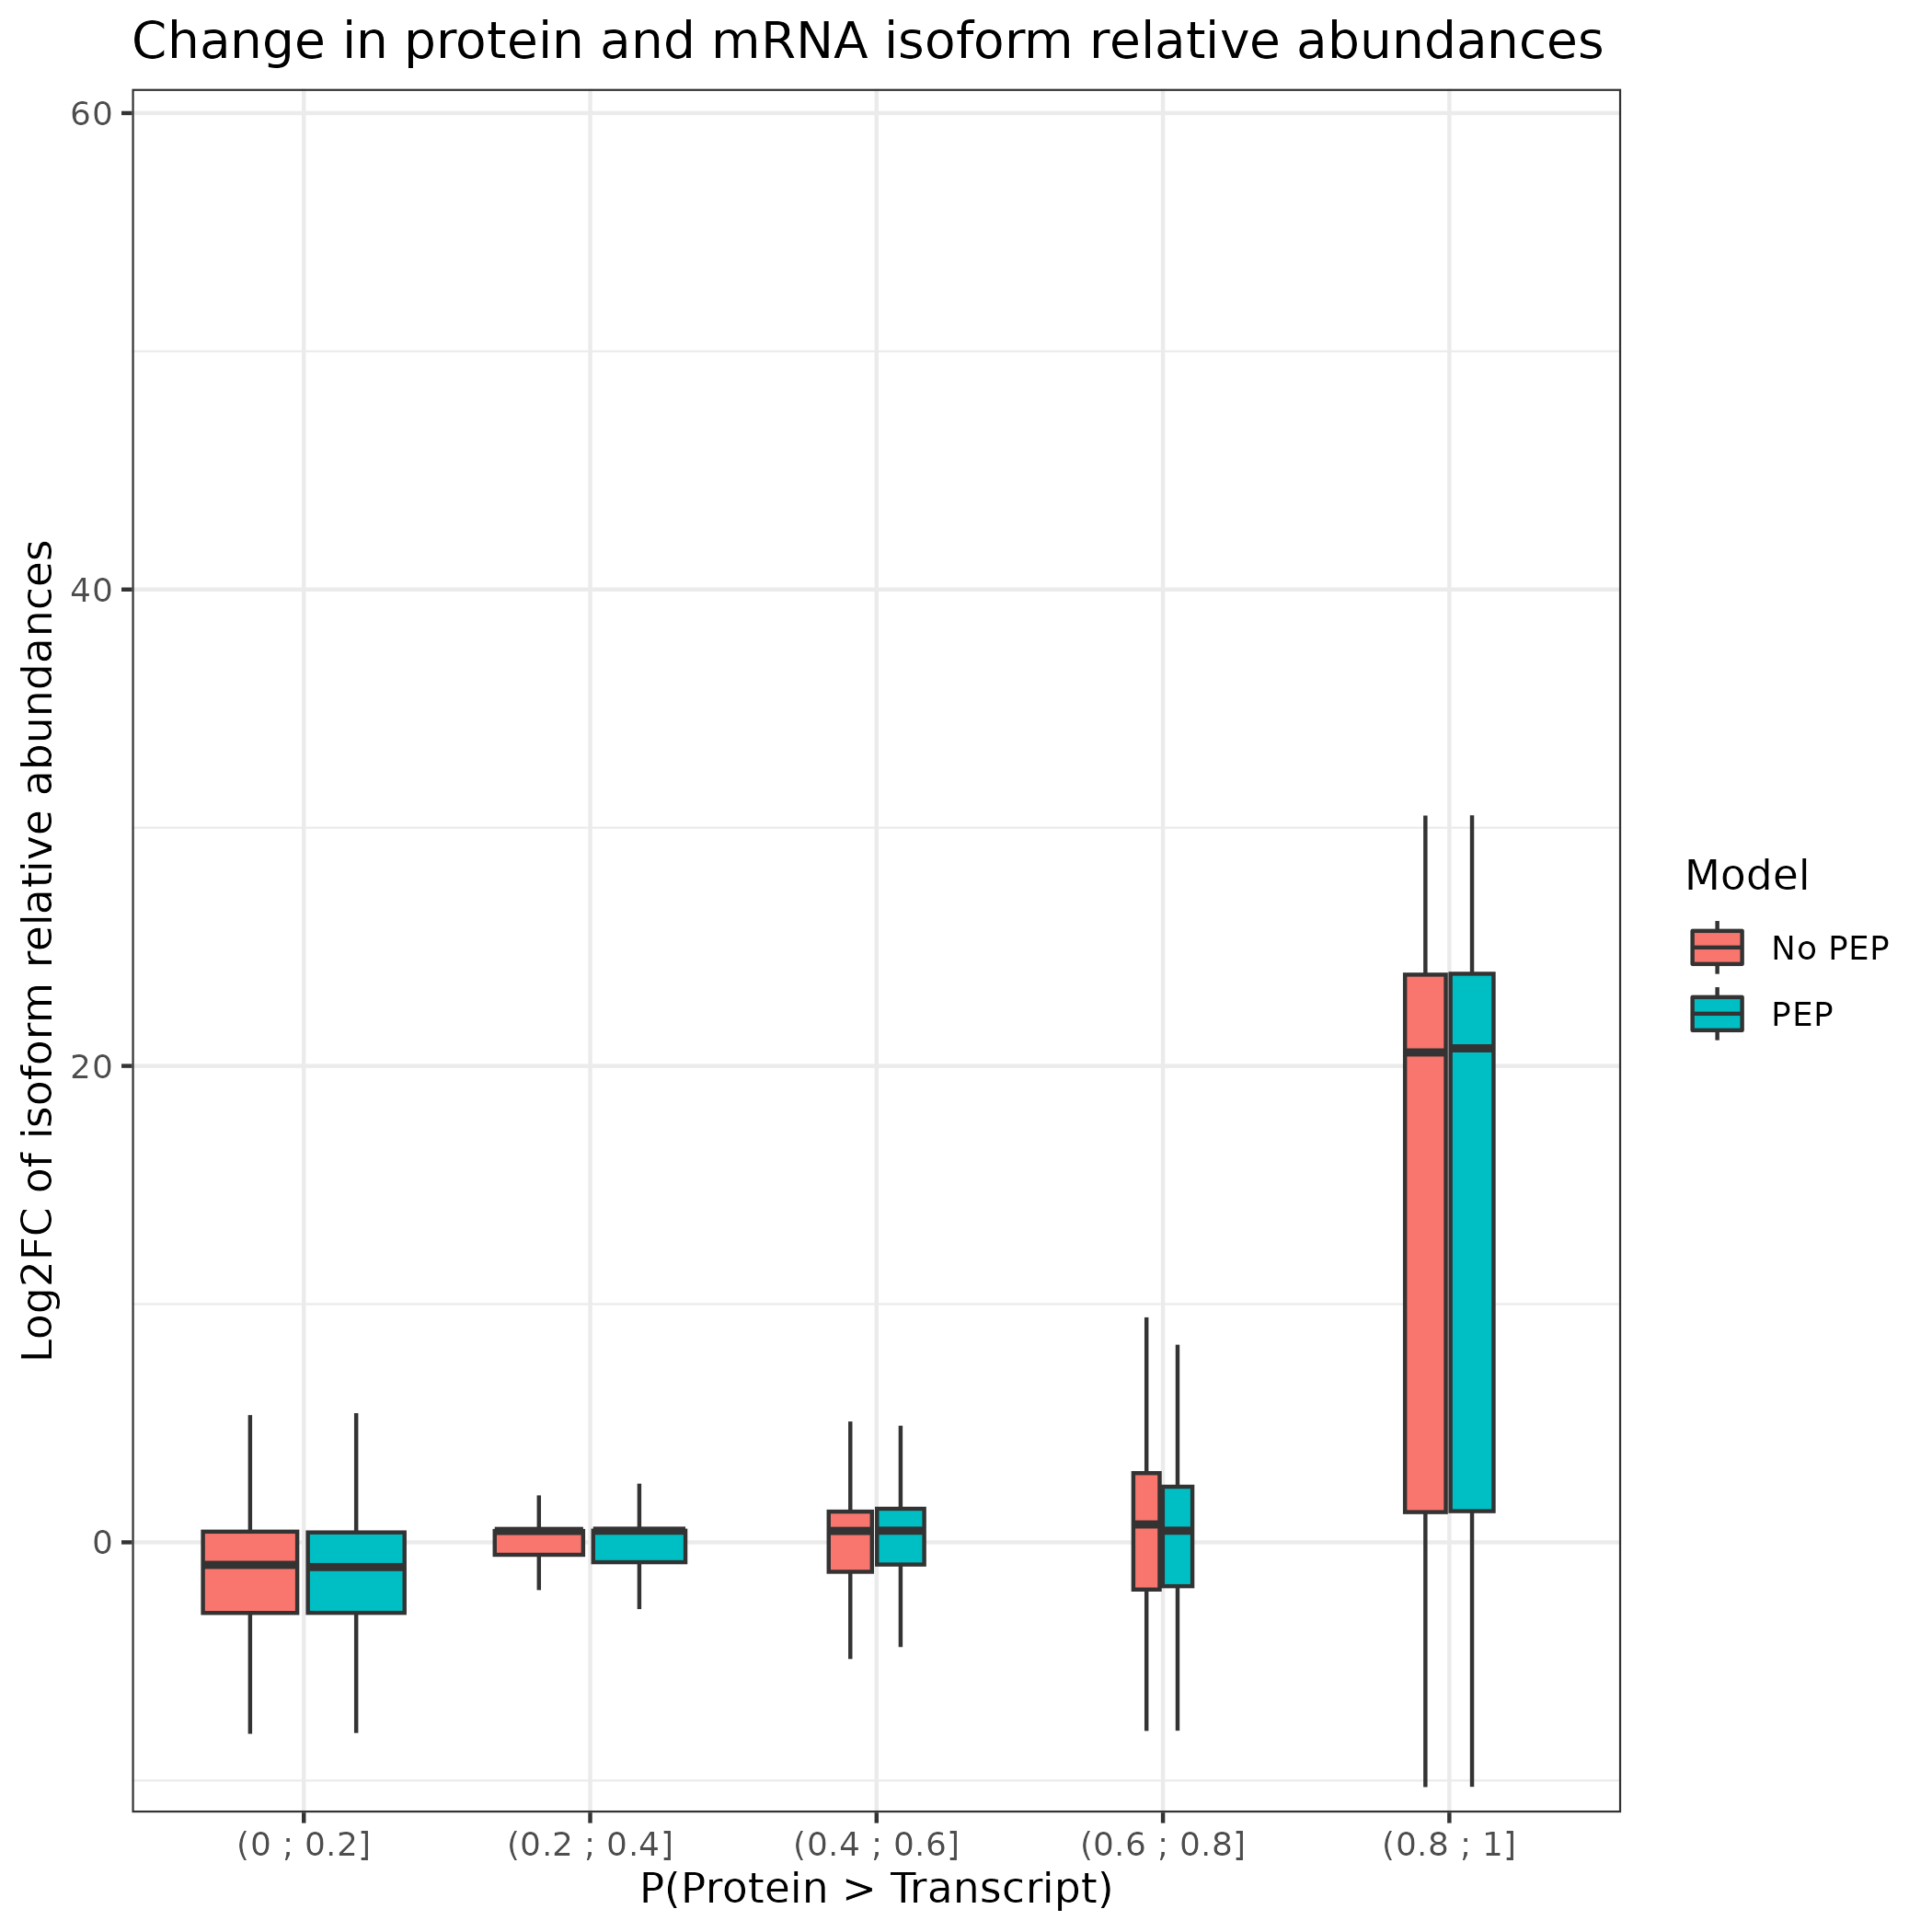 Change in protein and mRNA isoform relative abundances
60
40
20
0
Log2FC of isoform relative abundances
(0 ; 0.2]
(0.2 ; 0.4]
(0.4 ; 0.6]
(0.6 ; 0.8]
(0.8 ; 1]
P(Protein > Transcript)
Model
No PEP
PEP